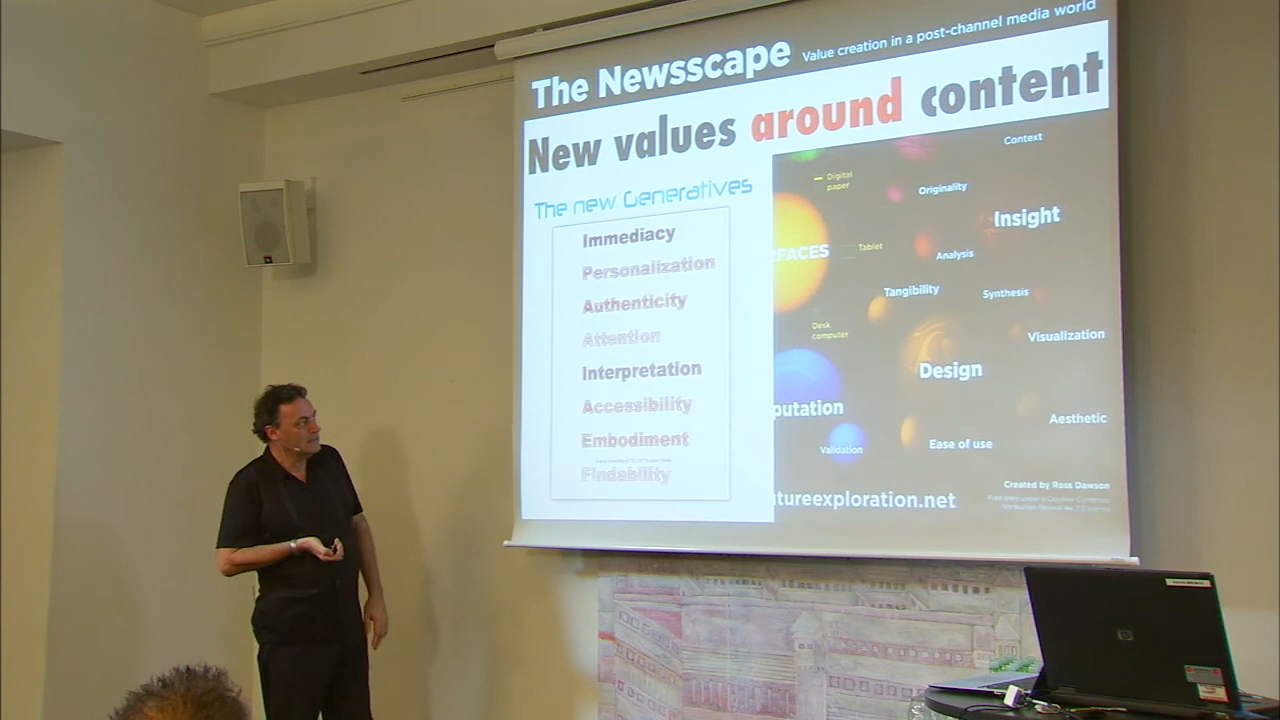 The Newsscape Value creation in a post-channel media world
New values around content
The new Generatives
Immediacy
Personalization
Authenticity
Attention
Interpretation
Accessibility
Embodiment
Findability
Context
Digital
paper
Originality
Insight
FACES
Tablet
Analysis
Tangibility
Synthesis
Desk
computer
Visualization
Design
putation
Aesthetic
Validation
Ease of use
Created by Ross Dawson
tureexploration.net
hp